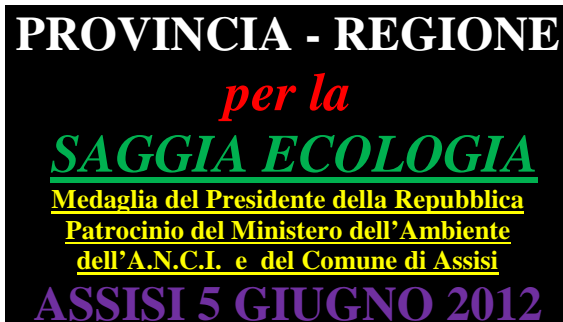 PROVINCIA - REGIONE
per la
SAGGIA ECOLOGIA
Medaglia del Presidente della Repubblica
Patrocinio del Ministero dell’Ambiente
dell’A.N.C.I. e del Comune di Assisi
ASSISI 5 GIUGNO 2012